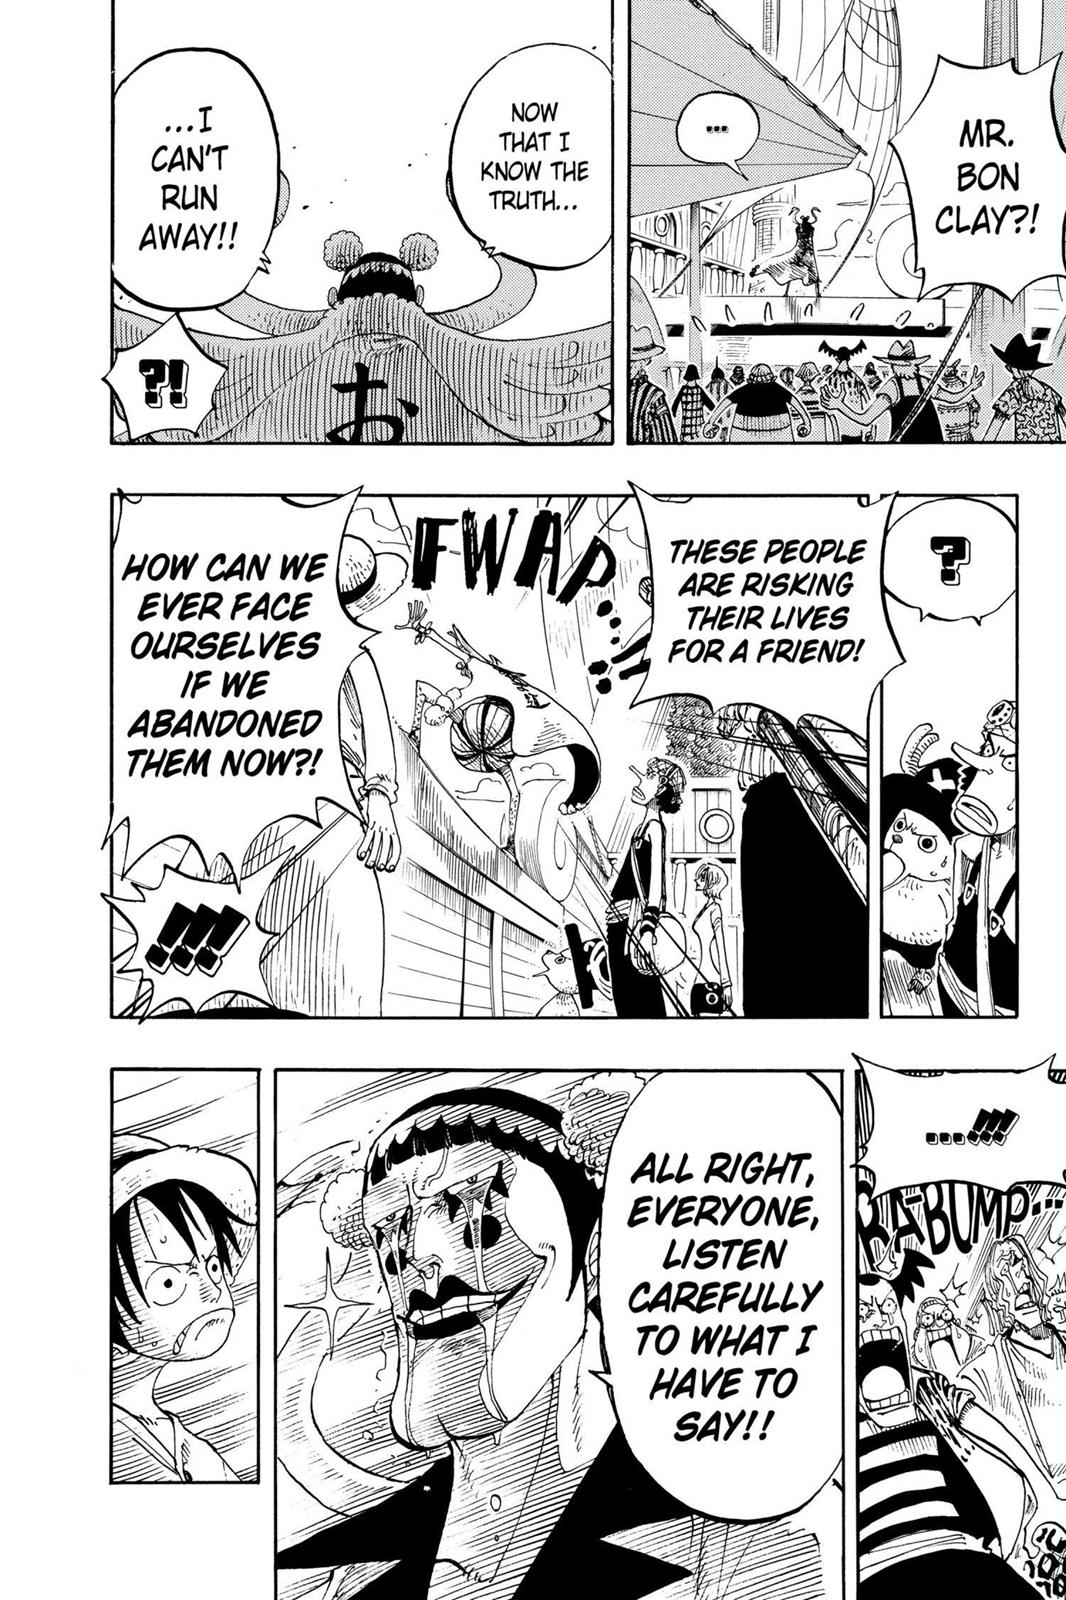 MR.
BON
CLAY?!
...
NOW
THAT I
KNOW THE
TRUTH...
...I
CAN'T
RUN
AWAY!!
お
?!
?
THESE PEOPLE
ARE RISKING
THEIR LIVES
FOR A FRIEND!
FWAP...!!
HOW CAN WE
EVER FACE
OURSELVES
IF WE
ABANDONED
THEM NOW?!
!!!
....!!!
BA-BUMP...
ALL RIGHT,
EVERYONE,
LISTEN
CAREFULLY
TO WHAT I
HAVE TO
SAY!!